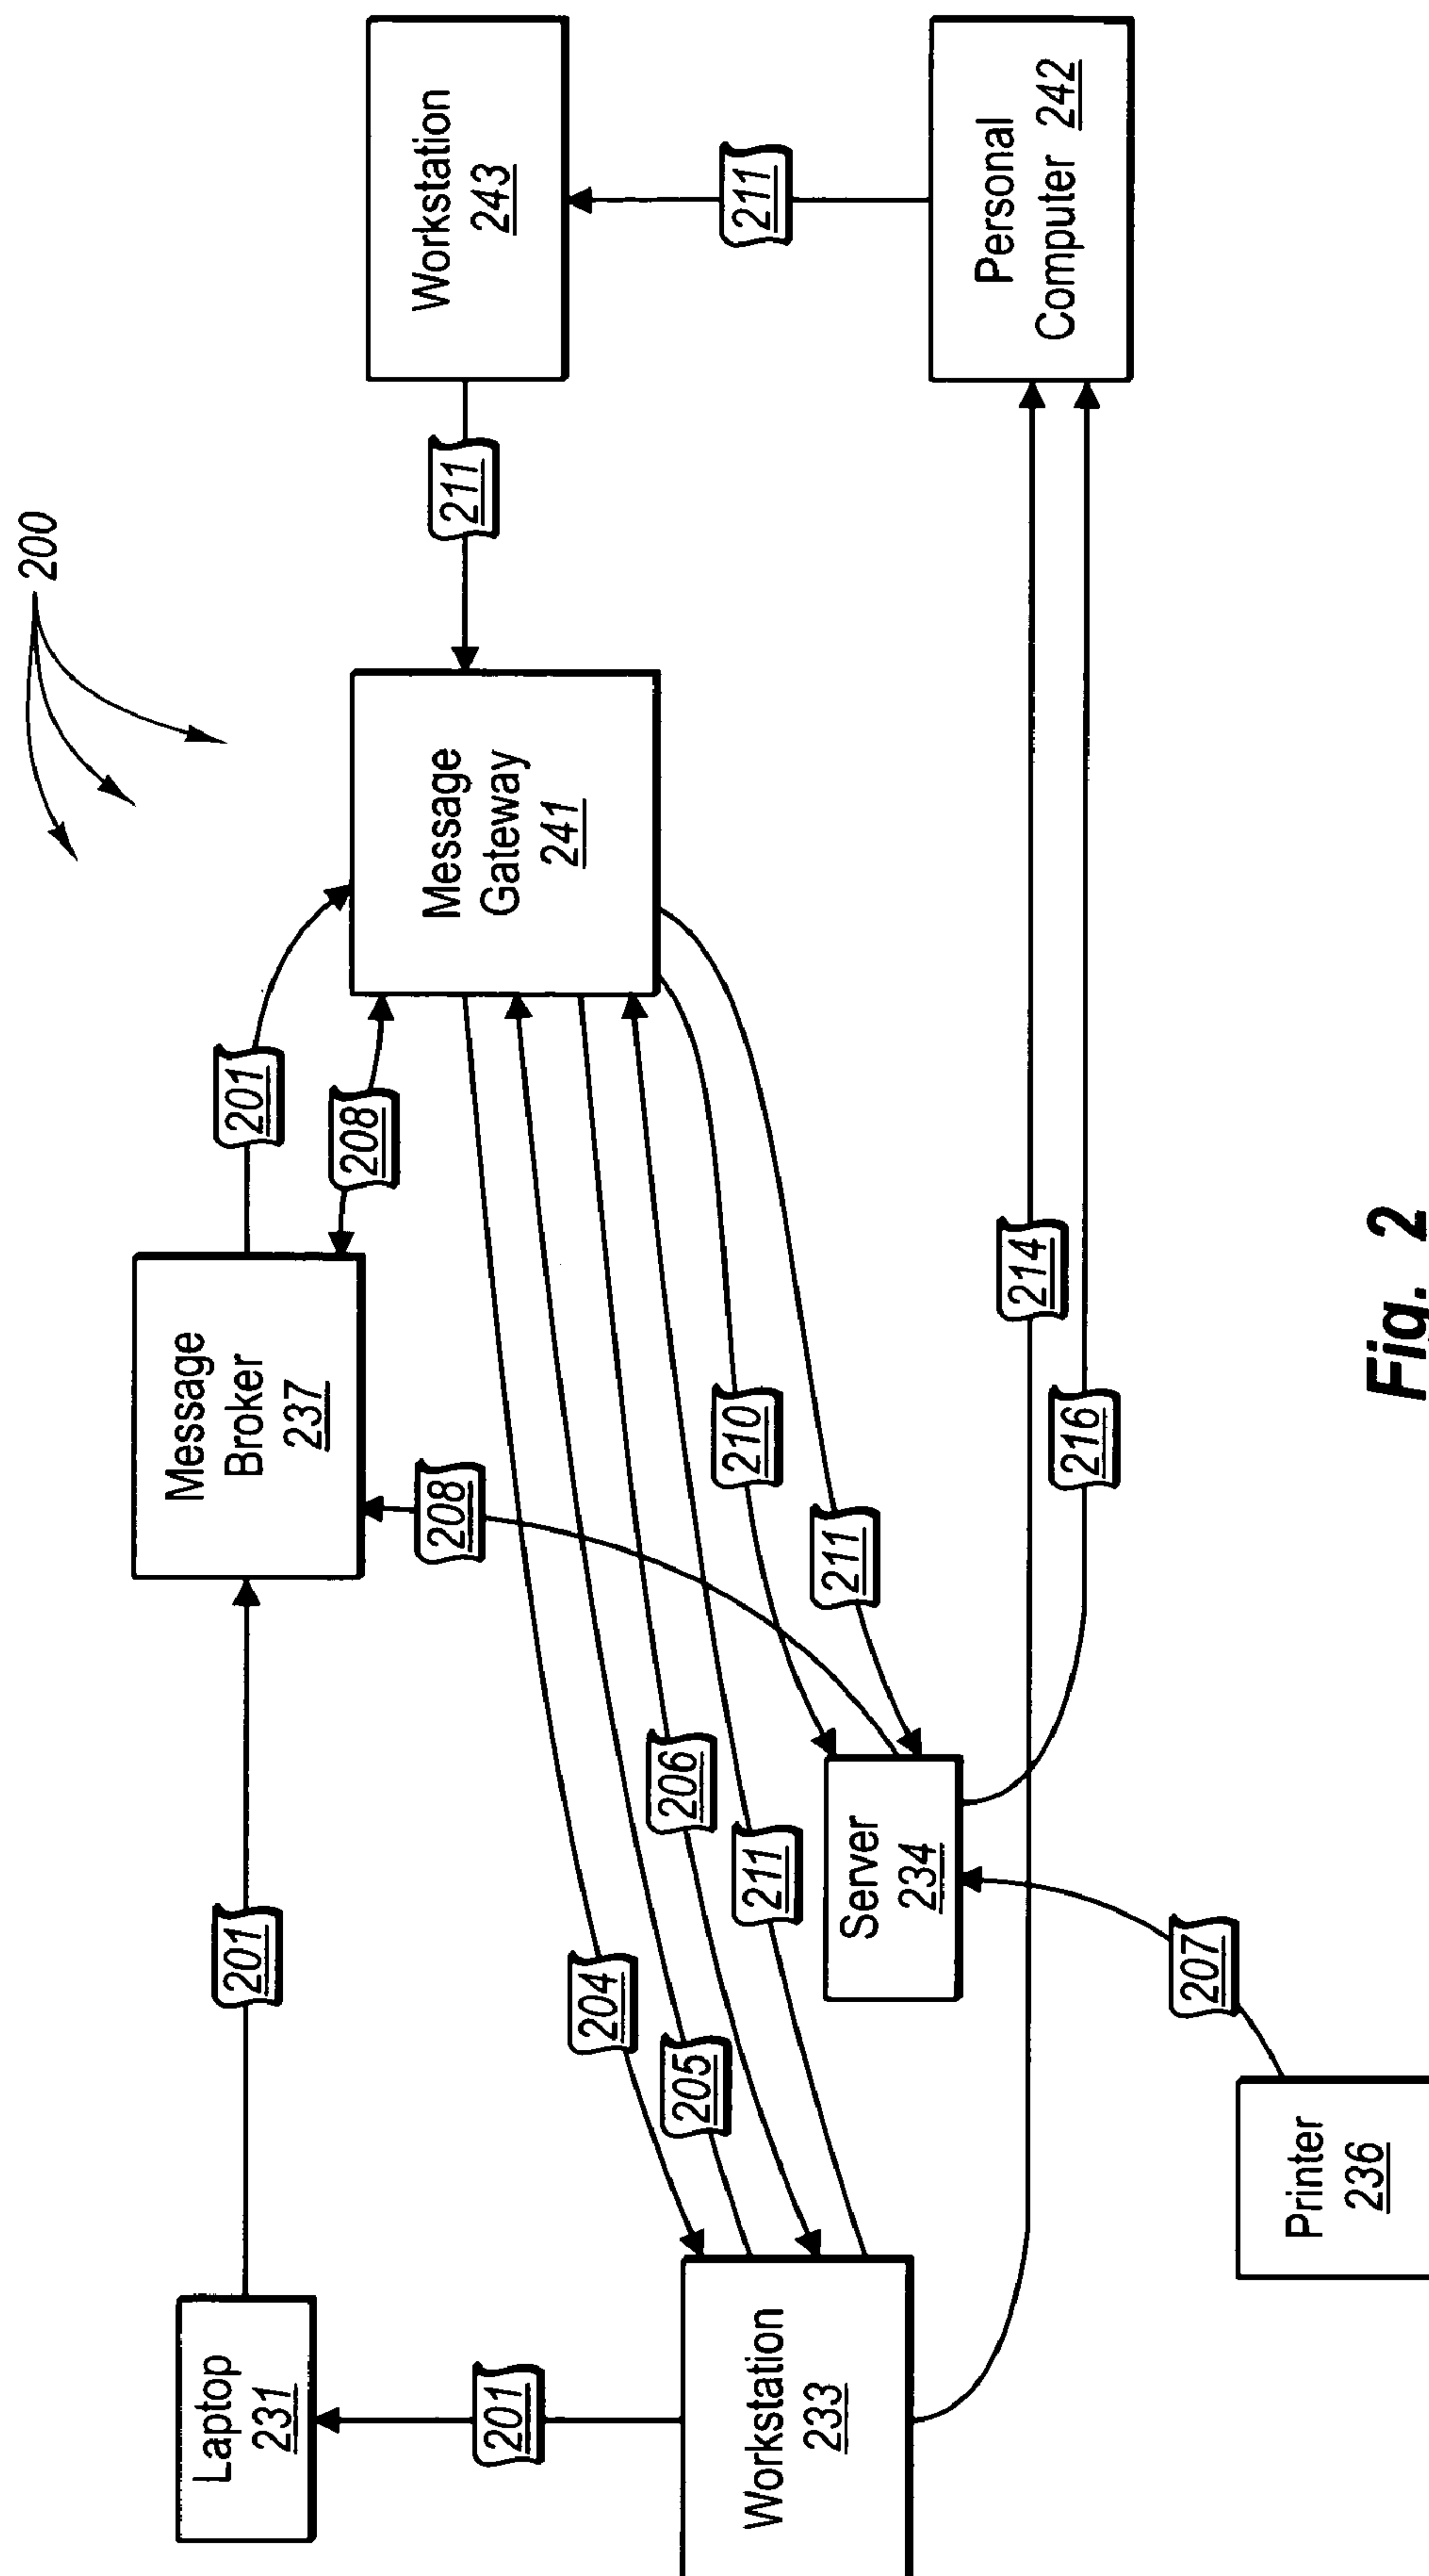 200
Laptop
231
201
Workstation
233
201
Message
Broker
237
201
208
208
Message
Gateway
241
211
Workstation
243
211
Personal
Computer 242
204
205
206
211
210
211
Server
234
214
216
207
Printer
236
Fig. 2